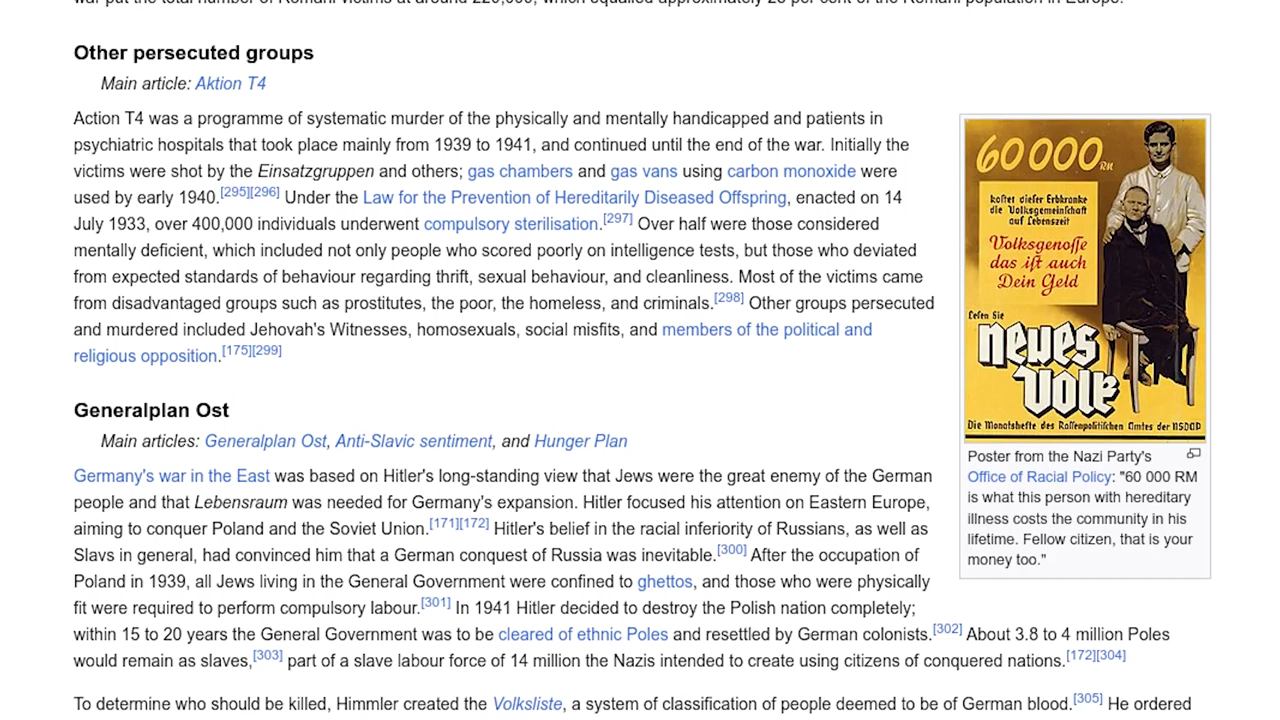 Other persecuted groups
Main article: Aktion T4
Action T4 was a programme of systematic murder of the physically and mentally handicapped and patients in
psychiatric hospitals that took place mainly from 1939 to 1941, and continued until the end of the war. Initially the
victims were shot by the Einsatzgruppen and others; gas chambers and gas vans using carbon monoxide were
used by early 1940.[295][296] Under the Law for the Prevention of Hereditarily Diseased Offspring, enacted on 14
July 1933, over 400,000 individuals underwent compulsory sterilisation.[297] Over half were those considered
mentally deficient, which included not only people who scored poorly on intelligence tests, but those who deviated
from expected standards of behaviour regarding thrift, sexual behaviour, and cleanliness. Most of the victims came
from disadvantaged groups such as prostitutes, the poor, the homeless, and criminals.[298] Other groups persecuted
and murdered included Jehovah's Witnesses, homosexuals, social misfits, and members of the political and
religious opposition.[175][299]
60000 RM
kostet dieser Erbkranke
die Volksgemeinschaft
auf Lebenszeit
Volksgenosse
das ist auch
Dein Geld
Lesen Sie
neues
Volk
Die Monatshefte des Rassenpolitischen Amtes der NSDAP
Poster from the Nazi Party's
Office of Racial Policy: "60 000 RM
is what this person with hereditary
illness costs the community in his
lifetime. Fellow citizen, that is your
money too."
Generalplan Ost
Main articles: Generalplan Ost, Anti-Slavic sentiment, and Hunger Plan
Germany's war in the East was based on Hitler's long-standing view that Jews were the great enemy of the German
people and that Lebensraum was needed for Germany's expansion. Hitler focused his attention on Eastern Europe,
aiming to conquer Poland and the Soviet Union.[171][172] Hitler's belief in the racial inferiority of Russians, as well as
Slavs in general, had convinced him that a German conquest of Russia was inevitable.[300] After the occupation of
Poland in 1939, all Jews living in the General Government were confined to ghettos, and those who were physically
fit were required to perform compulsory labour.[301] In 1941 Hitler decided to destroy the Polish nation completely;
within 15 to 20 years the General Government was to be cleared of ethnic Poles and resettled by German colonists.[302] About 3.8 to 4 million Poles
would remain as slaves,[303] part of a slave labour force of 14 million the Nazis intended to create using citizens of conquered nations.[172][304]
To determine who should be killed, Himmler created the Volksliste, a system of classification of people deemed to be of German blood.[305] He ordered